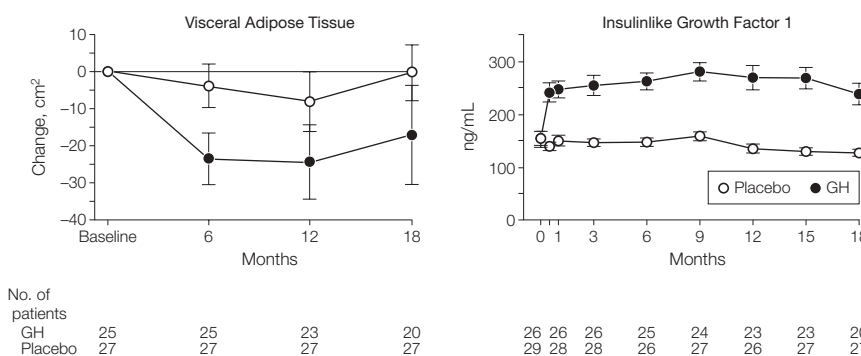 Visceral Adipose Tissue
10
0
–10
–20
–30
–40
Change, cm²
Baseline 6 12 18
Months
Insulinlike Growth Factor 1
300
250
200
150
100
0
ng/mL
Placebo GH
0 1 3 6 9 12 15 18
Months
No. of
patients
GH 25 25 23 20 26 26 26 25 24 23 23
Placebo 27 27 27 27 29 28 28 26 27 26 27